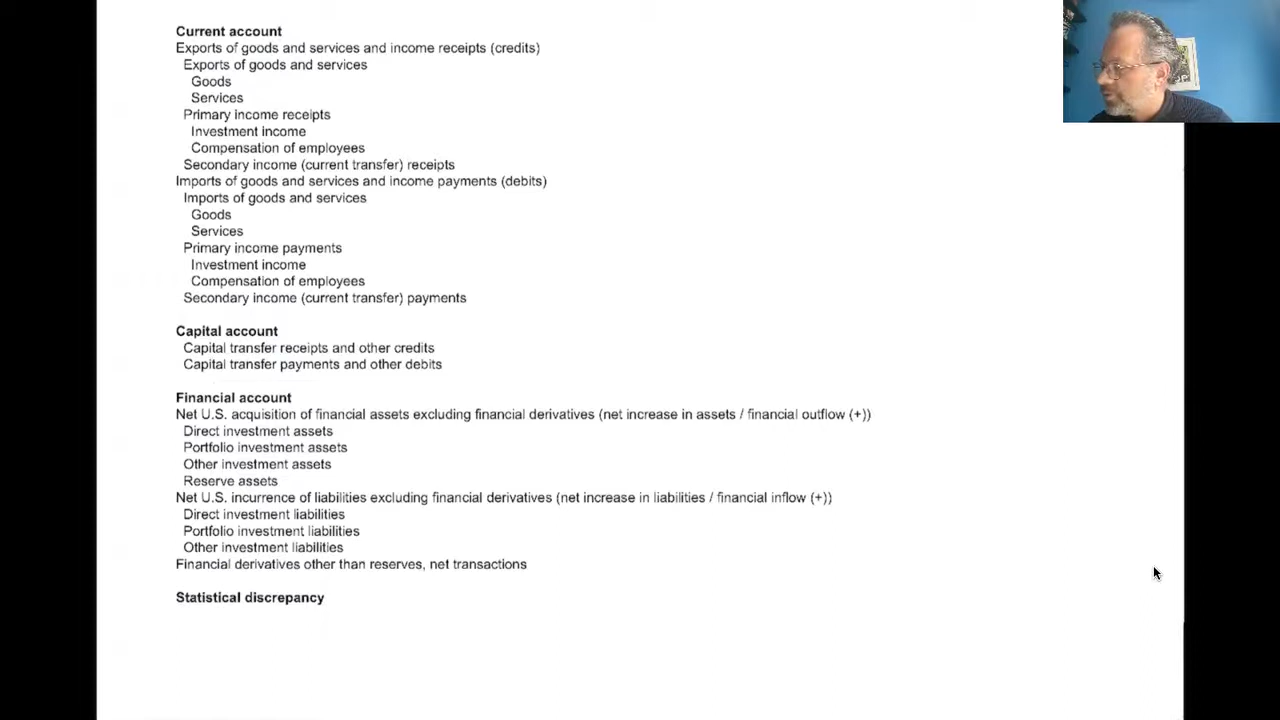 Current account
Exports of goods and services and income receipts (credits)
Exports of goods and services
Goods
Services
Primary income receipts
Investment income
Compensation of employees
Secondary income (current transfer) receipts
Imports of goods and services and income payments (debits)
Imports of goods and services
Goods
Services
Primary income payments
Investment income
Compensation of employees
Secondary income (current transfer) payments
Capital account
Capital transfer receipts and other credits
Capital transfer payments and other debits
Financial account
Net U.S. acquisition of financial assets excluding financial derivatives (net increase in assets / financial outflow (+))
Direct investment assets
Portfolio investment assets
Other investment assets
Reserve assets
Net U.S. incurrence of liabilities excluding financial derivatives (net increase in liabilities / financial inflow (+))
Direct investment liabilities
Portfolio investment liabilities
Other investment liabilities
Financial derivatives other than reserves, net transactions
Statistical discrepancy